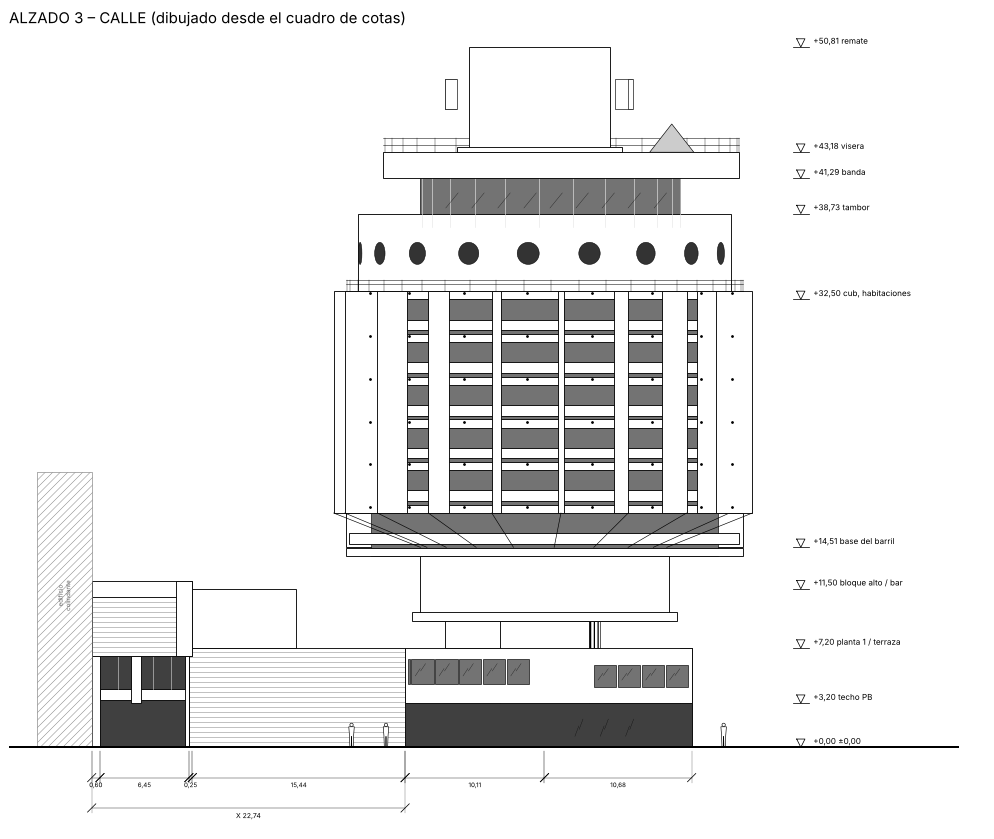 ALZADO 3 – CALLE (dibujado desde el cuadro de cotas)
+50,81 remate
+43,18 visera
+41,29 banda
+38,73 tambor
+32,50 cub, habitaciones
+14,51 base del barril
edificio
colindante
+11,50 bloque alto / bar
+7,20 planta 1 / terraza
+3,20 techo PB
+0,00 ±0,00
0,60
6,45
0,25
15,44
10,11
10,68
X 22,74